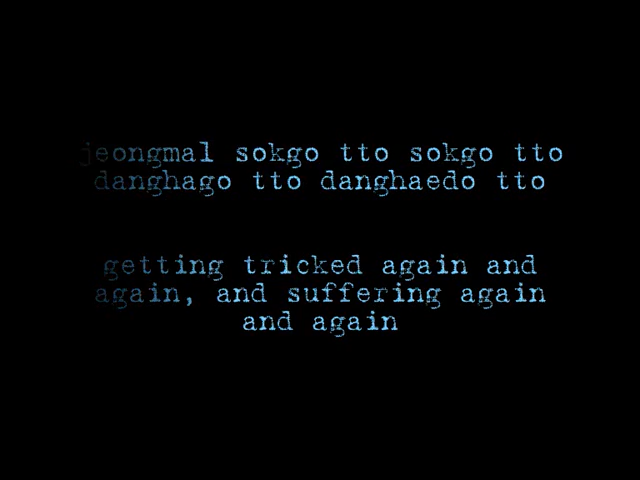 jeongmal sokgo tto sokgo tto
danghago tto danghaedo tto
getting tricked again and
again, and suffering again
and again